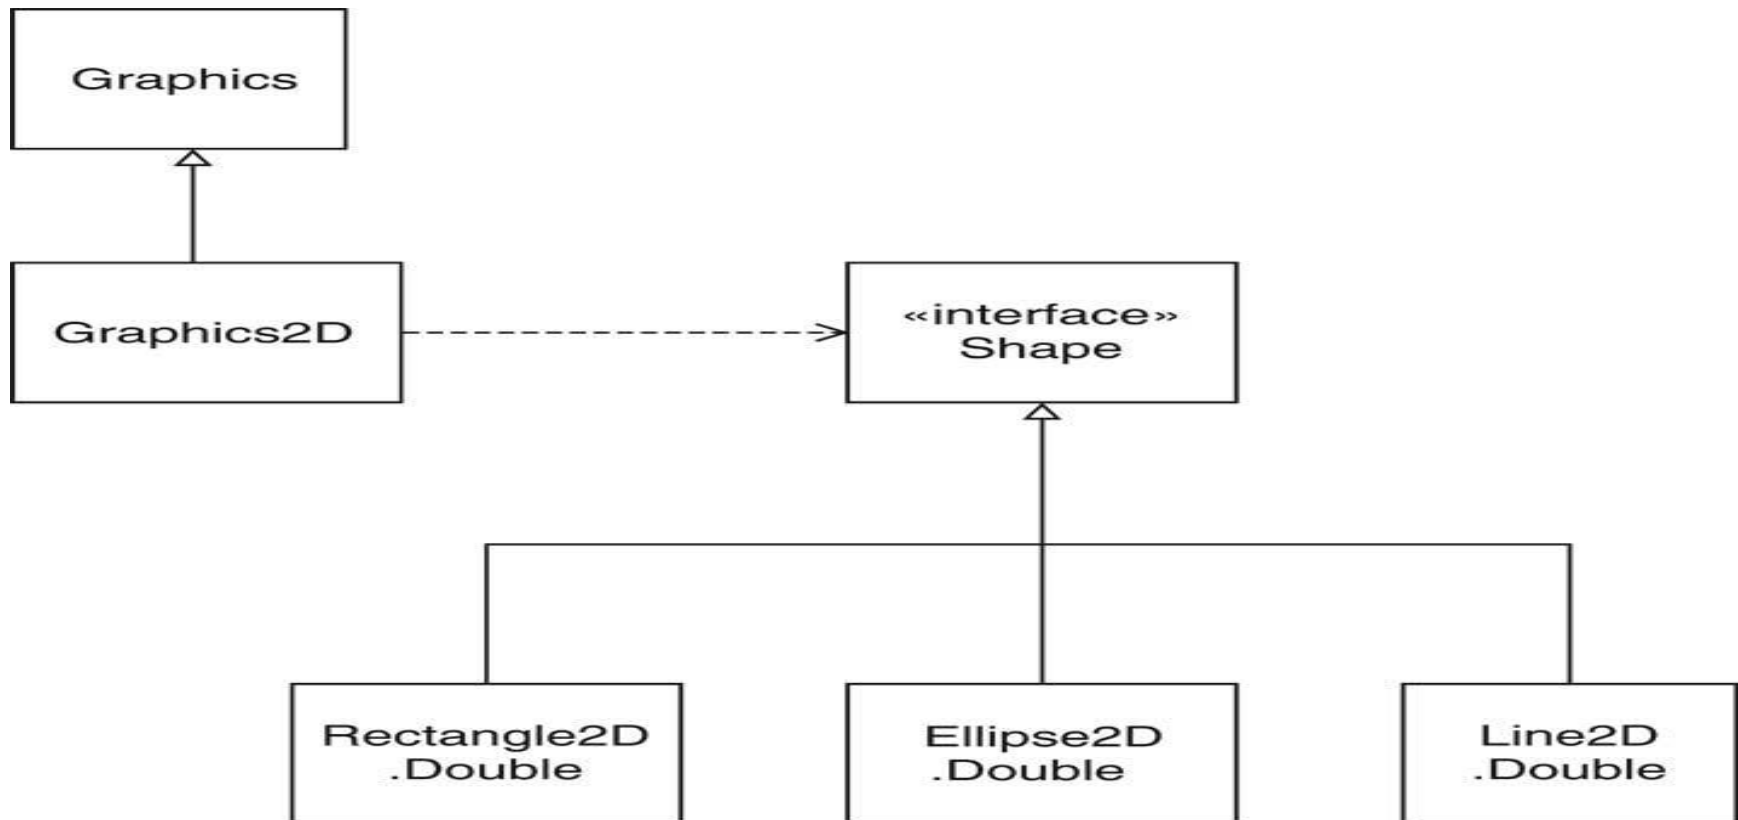 Graphics
Graphics2D
«interface»
Shape
Rectangle2D
.Double
Ellipse2D
.Double
Line2D
.Double